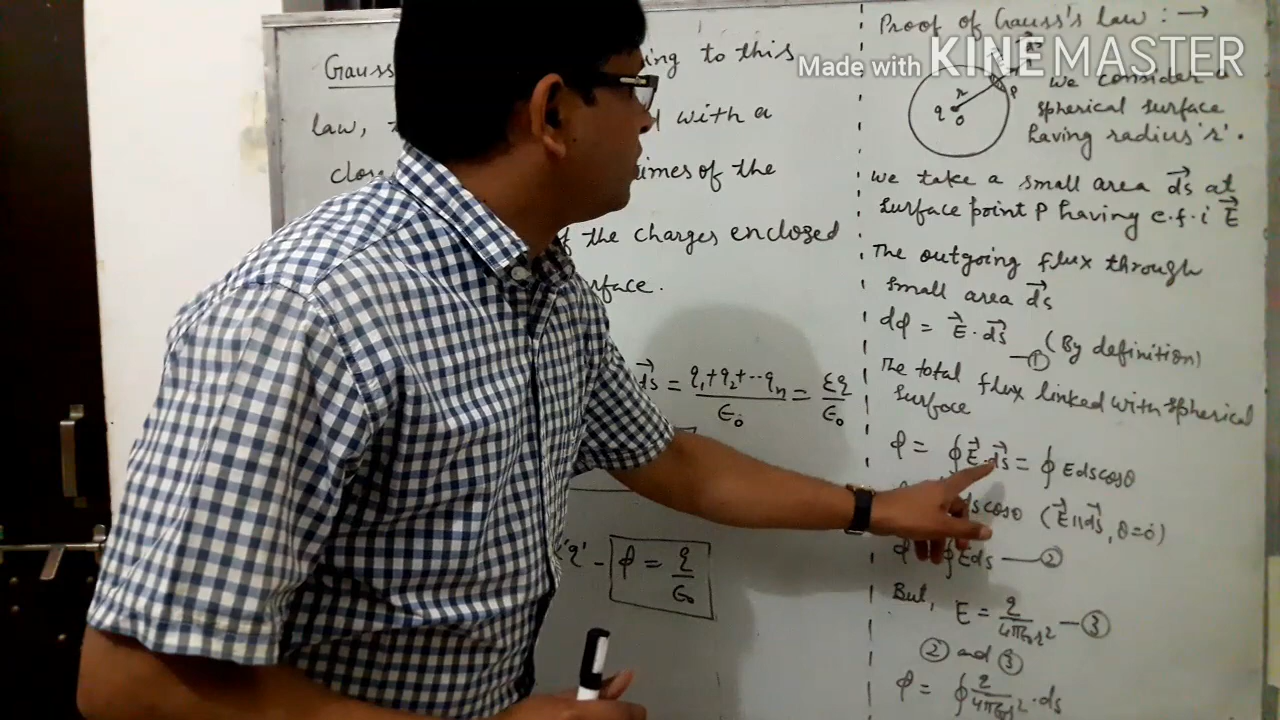 Gauss ing to this
law, with a
close times of the
f the charges enclosed
rface.
ds = q₁+q₂+--qₙ / ε₀ = Σq / ε₀
'q' - φ = q / ε₀
Proof of Gauss's law : →
Made with KINEMASTER
r
q
O
P
We consider a
spherical surface
having radius 'r'.
We take a small area ds⃗ at
surface point P having e.f.i E⃗
The outgoing flux through
small area ds⃗
dφ = E⃗ . ds⃗ —① (By definition)
The total flux linked with spherical
surface
φ = ∮ E⃗ . ds⃗ = ∮ Eds cosθ
ds cosθ (E⃗ || ds⃗, θ=0)
φ ∮ Eds —②
But, E = q / 4πε₀r² —③
② and ③
φ = ∮ q / 4πε₀r² . ds